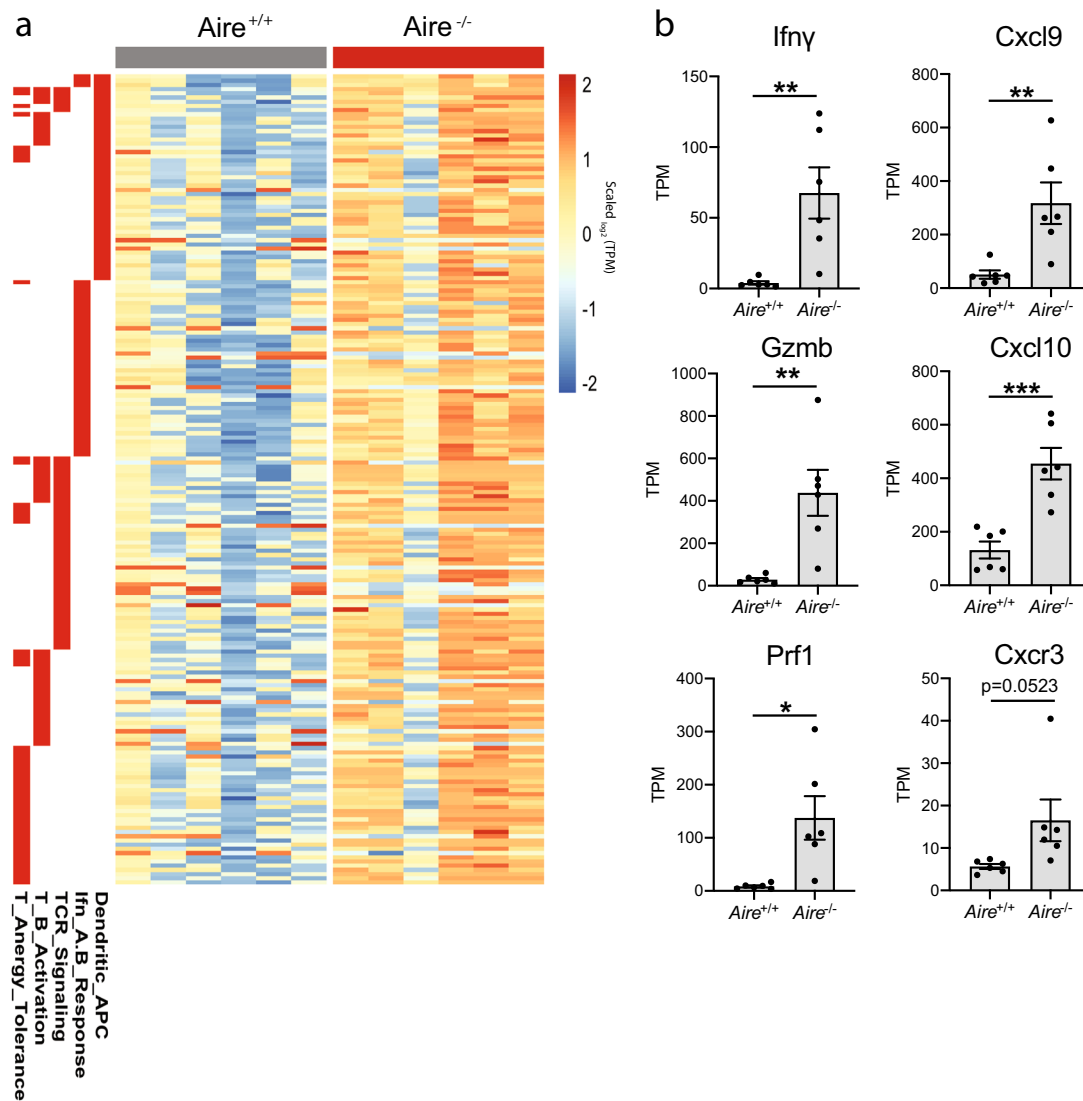 a
Aire+/+
Aire-/-
2
1
0
-1
-2
Scaled log2 (TPM)
T_Anergy_Tolerance
T_B_Activation
TCR_Signaling
Ifn_A.B_Response
Dendritic_APC
b
Ifnγ
150
100
50
0
TPM
**
Aire+/+
Aire-/-
Cxcl9
800
600
400
200
0
TPM
**
Aire+/+
Aire-/-
Gzmb
1000
800
600
400
200
0
TPM
**
Aire+/+
Aire-/-
Cxcl10
800
600
400
200
0
TPM
***
Aire+/+
Aire-/-
Prf1
400
300
200
100
0
TPM
*
Aire+/+
Aire-/-
Cxcr3
50
40
30
20
10
0
TPM
p=0.0523
Aire+/+
Aire-/-